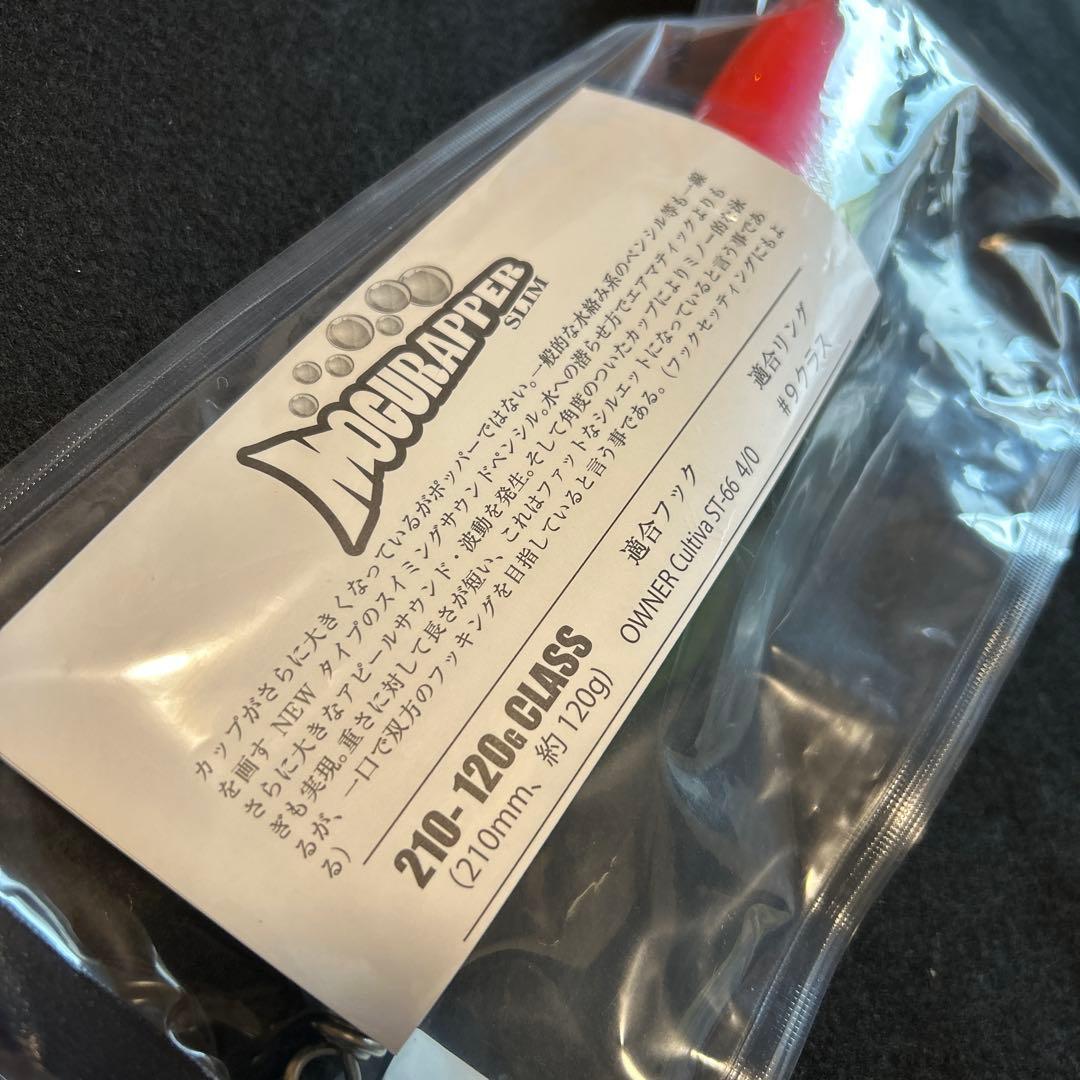 MOGURAPPER
SLIM
カップがさらに大きくなっているがポッパーではない。一般的な水絡み系のペンシル等も一線
を画す NEW タイプのスイミングサウンドペンシル。水への潜らせ方でエアマティックよりも
さらに大きなアピールサウンド・波動を発生。そして角度のついたカップによりミノー的な泳
ぎも実現。重さに対して長さが短い、これはファットなシルエットになっていると言う事であ
るが、一口で双方のフッキングを目指していると言う事である。(フックセッティングにもよ
る)
210-120G CLASS
(210mm、約 120g)
適合フック
OWNER Cultiva ST-66 4/0
適合リング
#9クラス